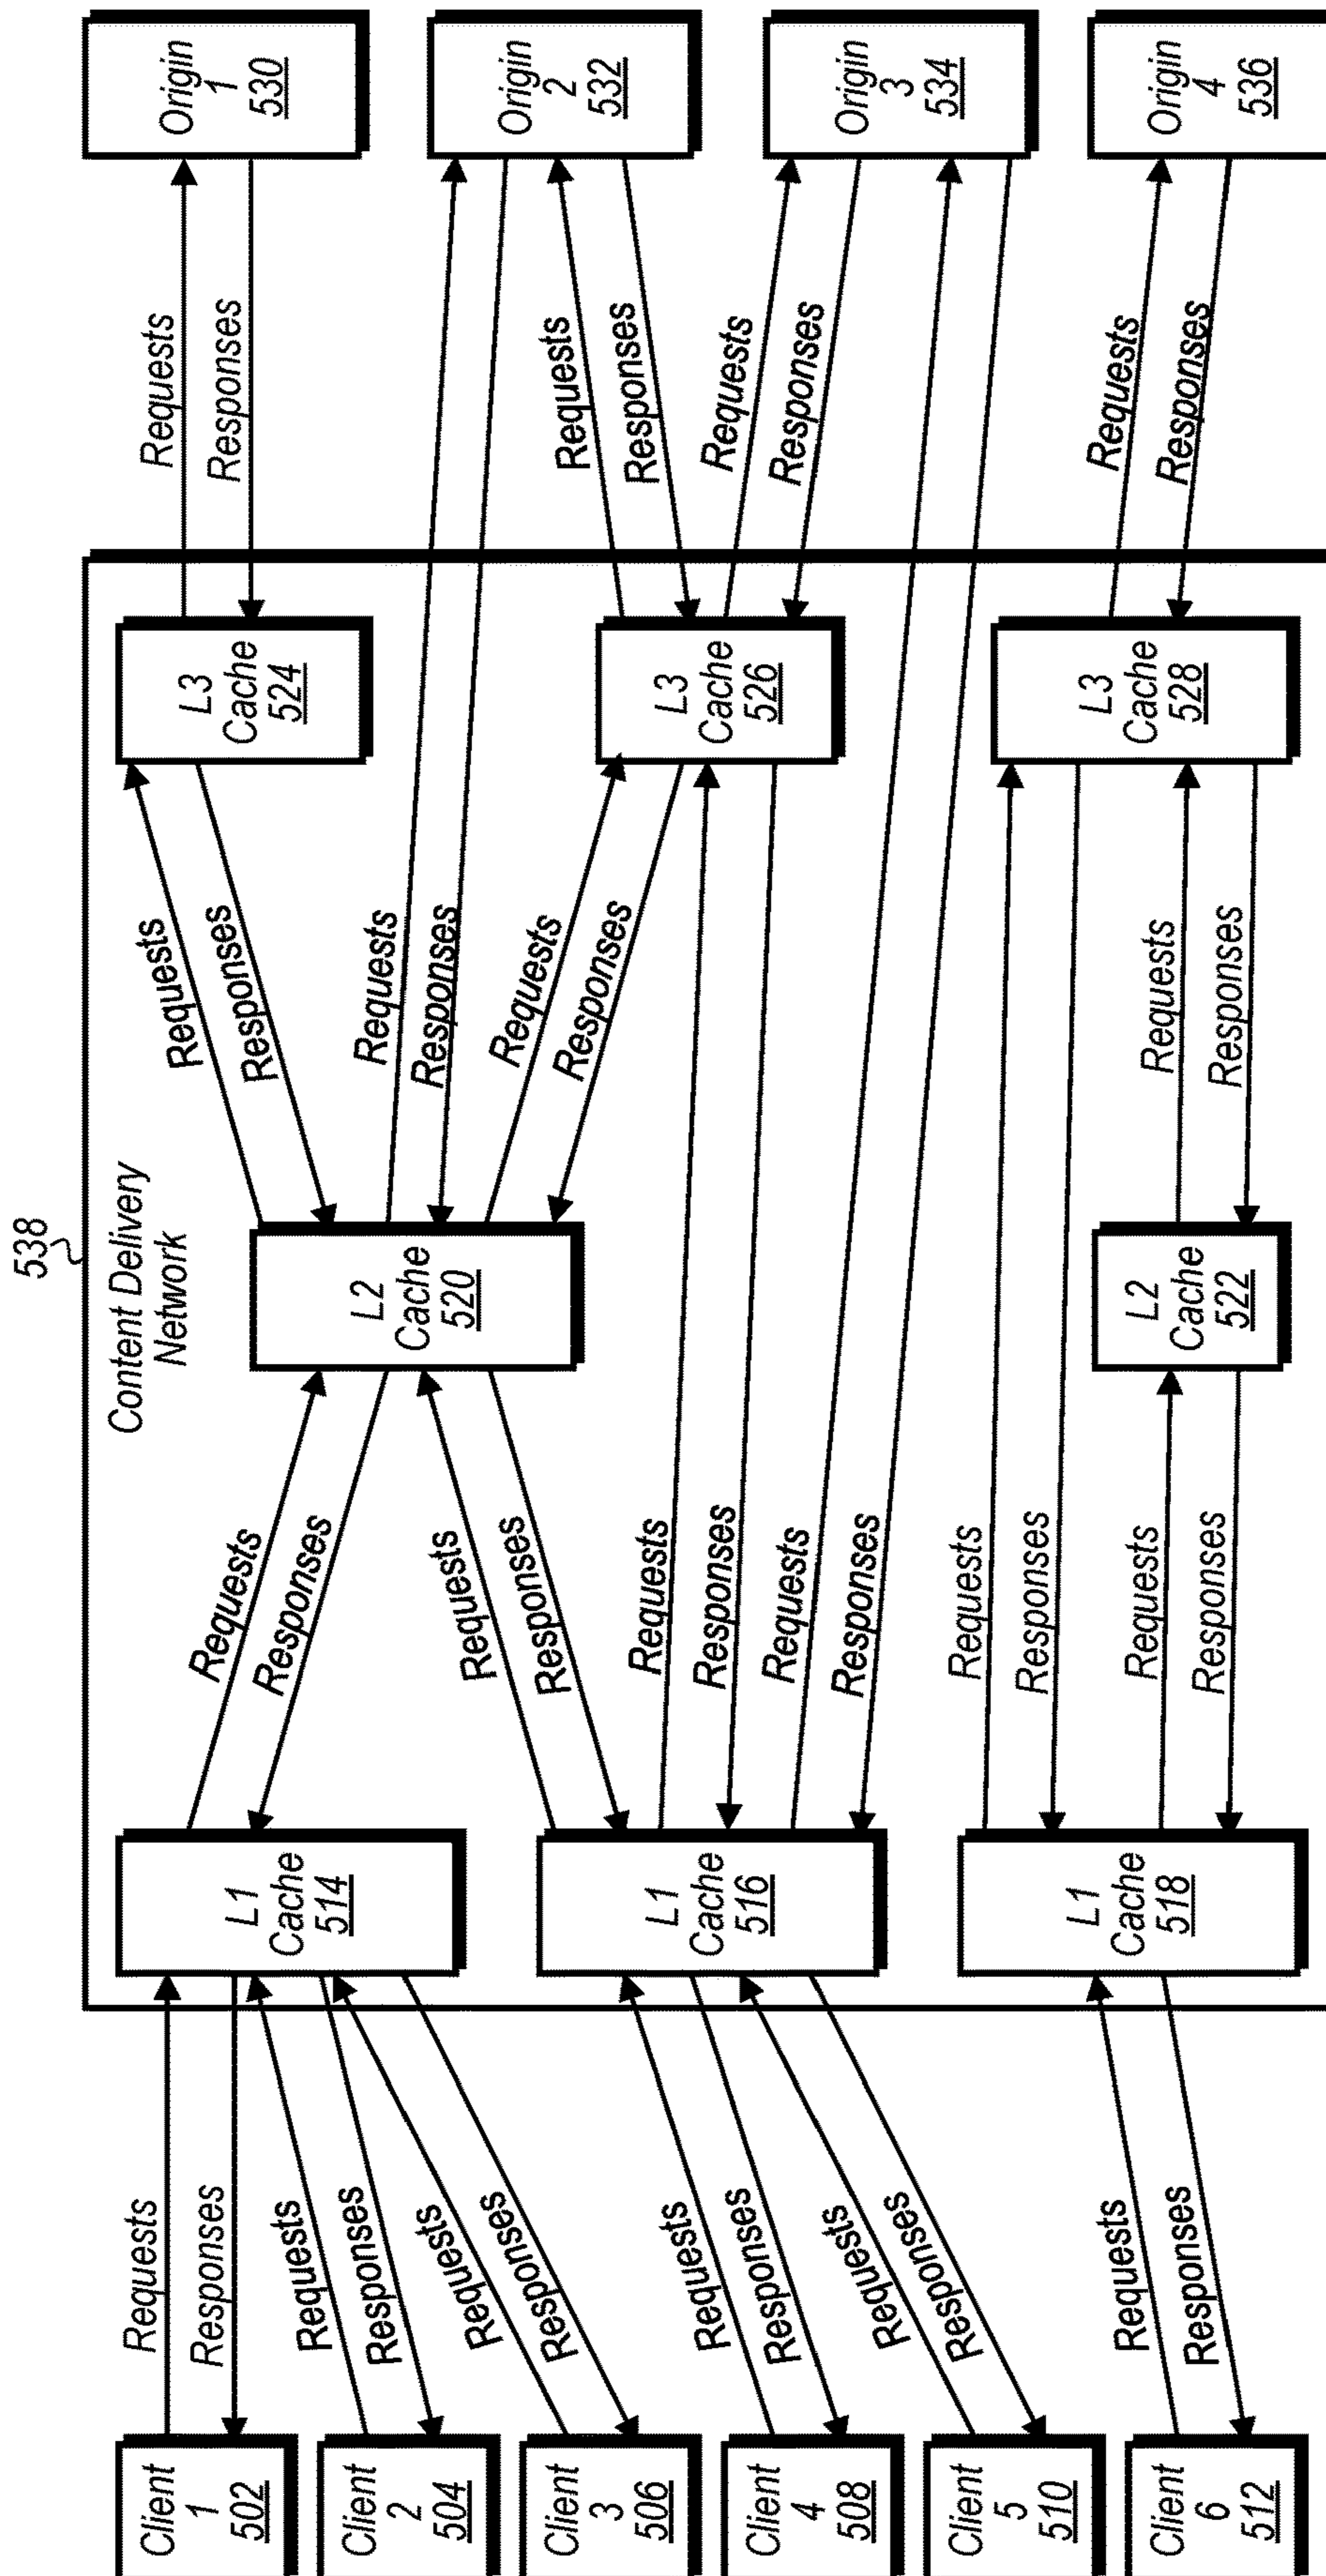 538
Content Delivery
Network
Client
1
502
Client
2
504
Client
3
506
Client
4
508
Client
5
510
Client
6
512
Requests
Responses
Requests
Responses
Requests
Responses
Requests
Responses
Requests
Responses
Requests
Responses
L1
Cache
514
L1
Cache
516
L1
Cache
518
Requests
Responses
Requests
Responses
Requests
Responses
Requests
Responses
Requests
Responses
Requests
Responses
L2
Cache
520
L2
Cache
522
Requests
Responses
Requests
Responses
Requests
Responses
Requests
Responses
L3
Cache
524
L3
Cache
526
L3
Cache
528
Requests
Responses
Requests
Responses
Requests
Responses
Requests
Responses
Origin
1
530
Origin
2
532
Origin
3
534
Origin
4
536